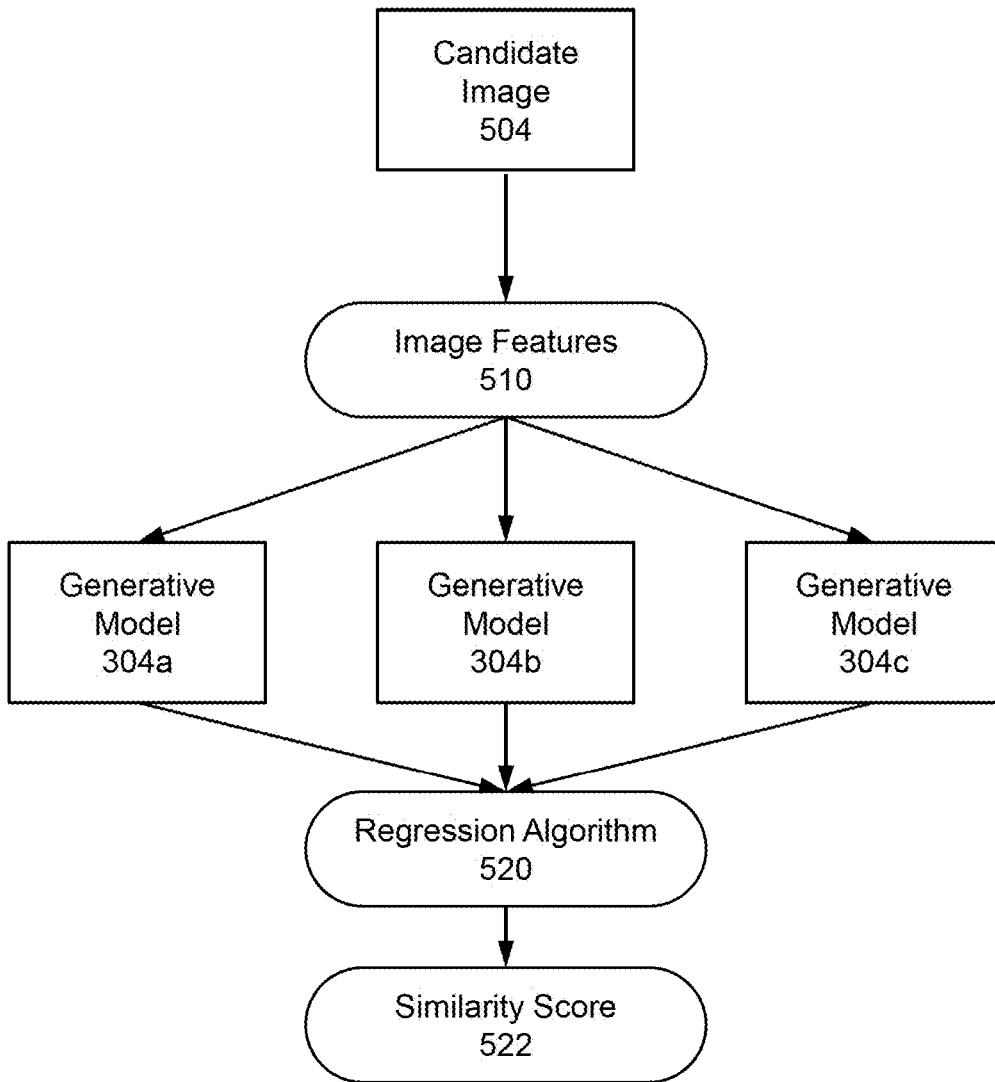 Candidate
Image
504
Image Features
510
Generative
Model
304a
Generative
Model
304b
Generative
Model
304c
Regression Algorithm
520
Similarity Score
522